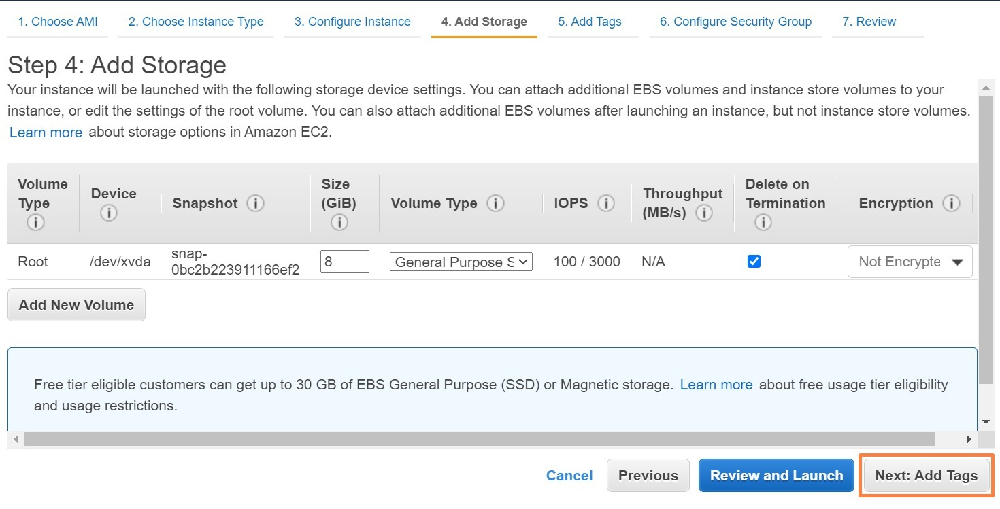 1. Choose AMI 2. Choose Instance Type 3. Configure Instance 4. Add Storage 5. Add Tags 6. Configure Security Group 7. Review
Step 4: Add Storage
Your instance will be launched with the following storage device settings. You can attach additional EBS volumes and instance store volumes to your
instance, or edit the settings of the root volume. You can also attach additional EBS volumes after launching an instance, but not instance store volumes.
Learn more about storage options in Amazon EC2.
Volume Type Device Snapshot Size (GiB) Volume Type IOPS Throughput (MB/s) Delete on Termination Encryption
Root /dev/xvda snap-0bc2b223911166ef2 8 General Purpose S 100 / 3000 N/A Not Encrypte
Add New Volume
Free tier eligible customers can get up to 30 GB of EBS General Purpose (SSD) or Magnetic storage. Learn more about free usage tier eligibility
and usage restrictions.
Cancel Previous Review and Launch Next: Add Tags